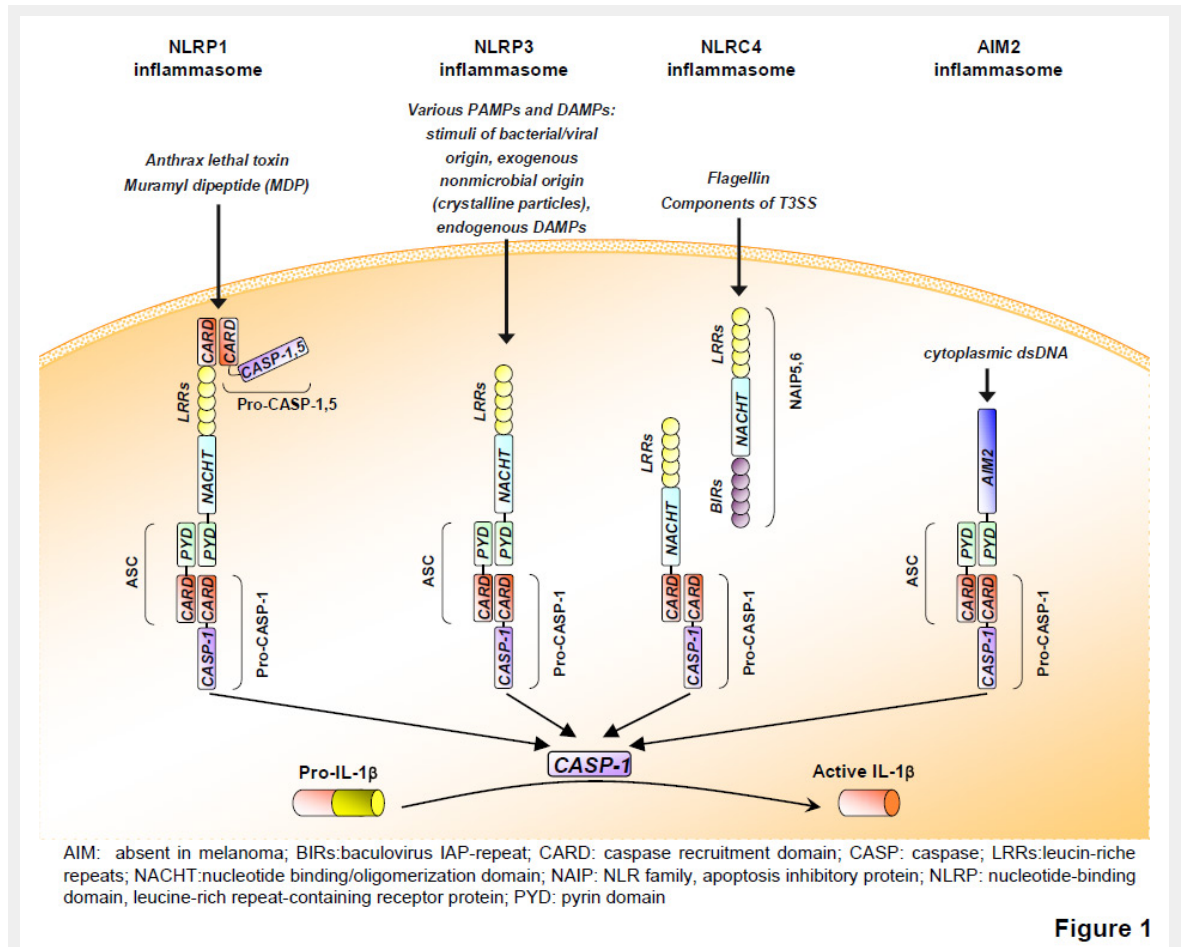 NLRP1
inflammasome
NLRP3
inflammasome
NLRC4
inflammasome
AIM2
inflammasome
Anthrax lethal toxin
Muramyl dipeptide (MDP)
Various PAMPs and DAMPs:
stimuli of bacterial/viral
origin, exogenous
nonmicrobial origin
(crystalline particles),
endogenous DAMPs
Flagellin
Components of T3SS
cytoplasmic dsDNA
CARD
CARD
CASP-1,5
Pro-CASP-1,5
LRRs
NACHT
PYD
PYD
ASC
CARD
CARD
CASP-1
Pro-CASP-1
LRRs
NACHT
PYD
PYD
ASC
CARD
CARD
CASP-1
Pro-CASP-1
LRRs
NACHT
BIRs
NAIP5,6
LRRs
NACHT
CARD
CARD
CASP-1
Pro-CASP-1
AIM2
PYD
PYD
ASC
CARD
CARD
CASP-1
Pro-CASP-1
CASP-1
Pro-IL-1β
Active IL-1β
AIM: absent in melanoma; BIRs:baculovirus IAP-repeat; CARD: caspase recruitment domain; CASP: caspase; LRRs:leucin-riche
repeats; NACHT:nucleotide binding/oligomerization domain; NAIP: NLR family, apoptosis inhibitory protein; NLRP: nucleotide-binding
domain, leucine-rich repeat-containing receptor protein; PYD: pyrin domain
Figure 1